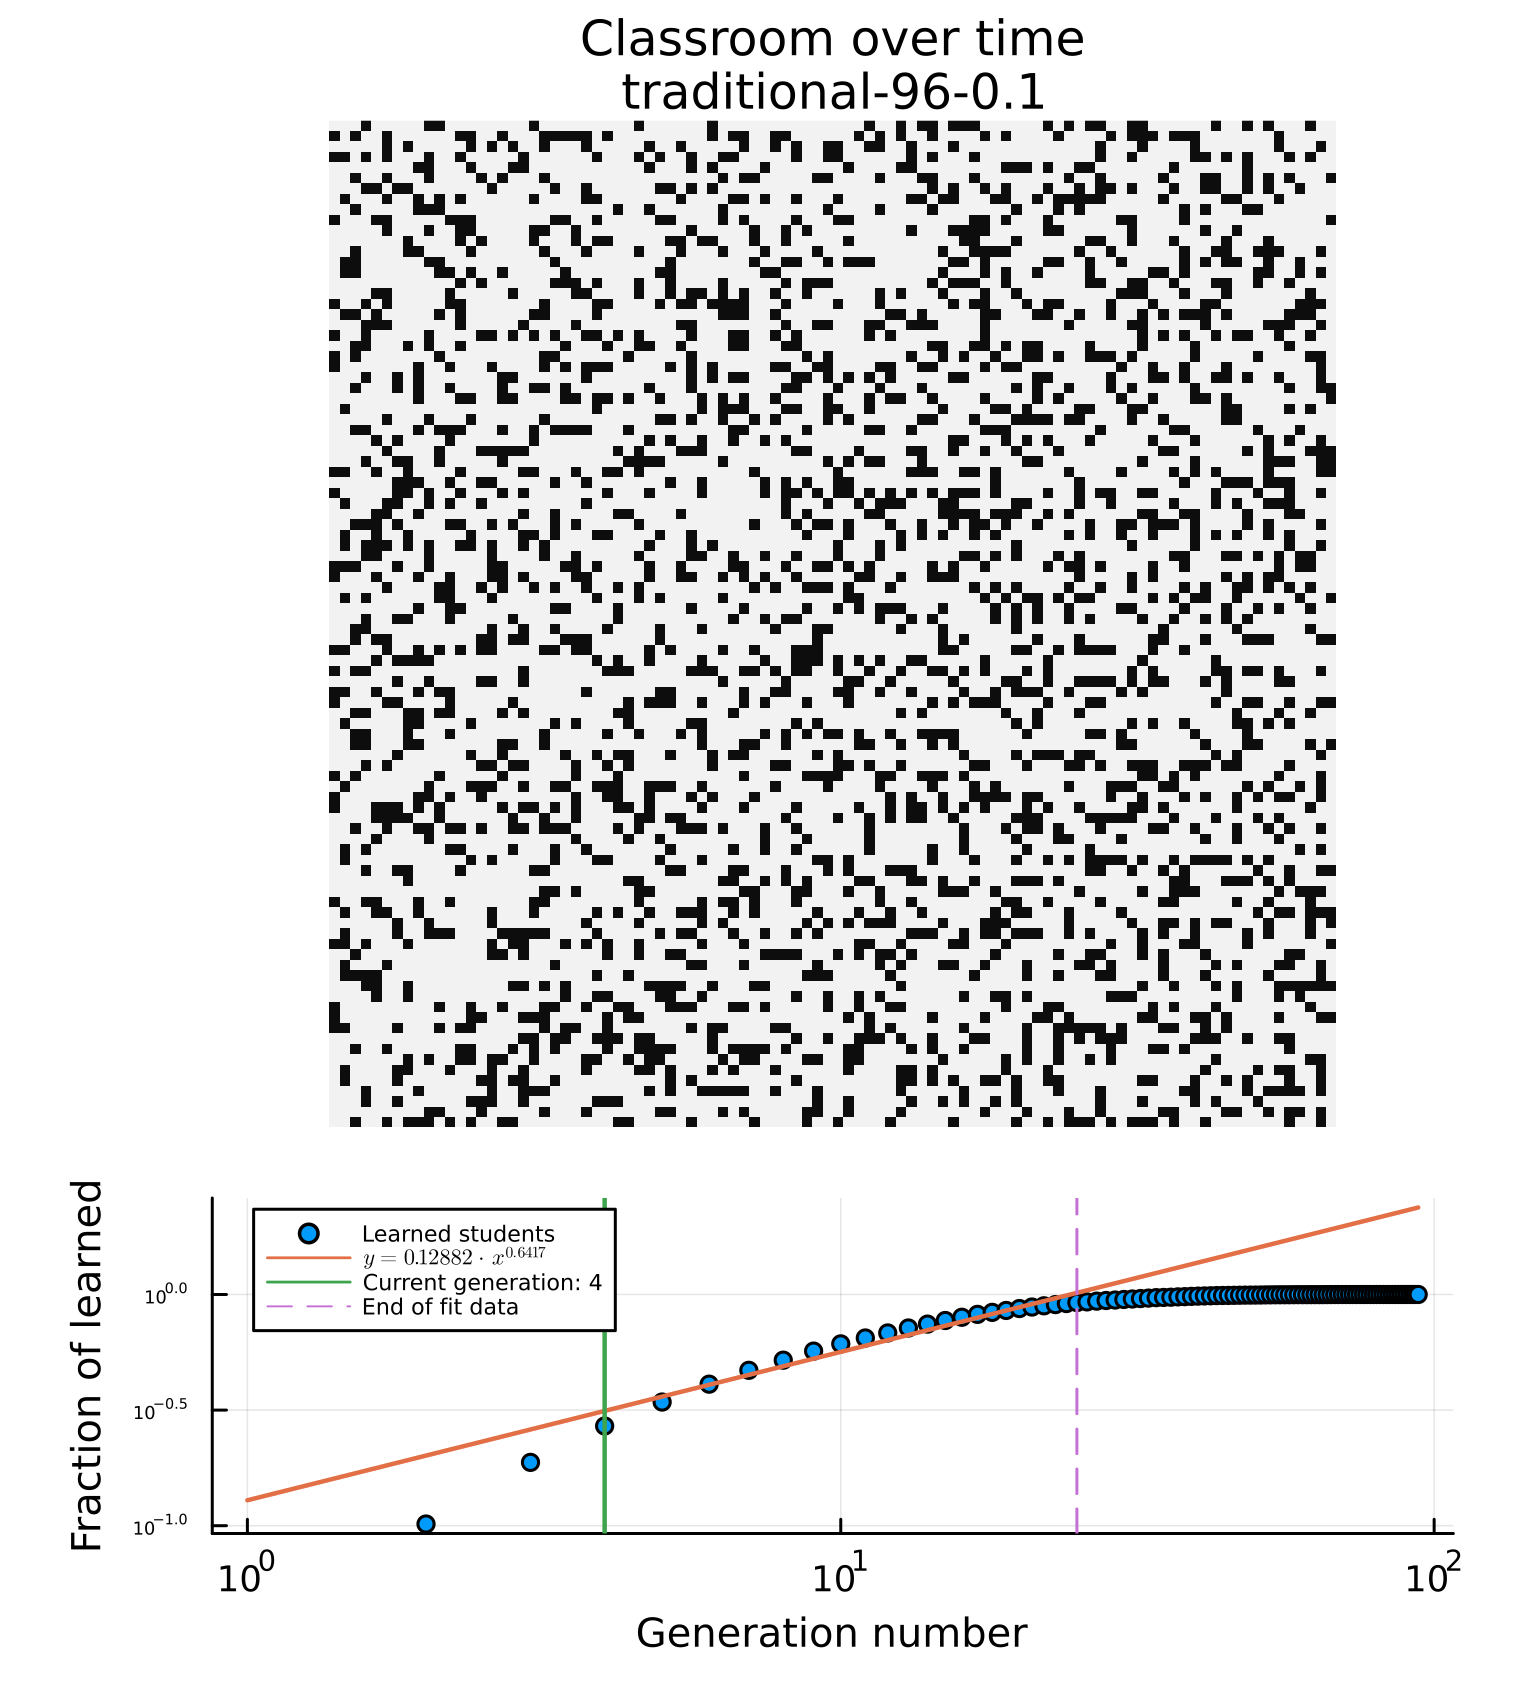 Classroom over time
traditional-96-0.1
Fraction of learned
Learned students
y = 0.12882 · x^0.6417
Current generation: 4
End of fit data
10^0.0
10^−0.5
10^−1.0
10^0
10^1
10^2
Generation number